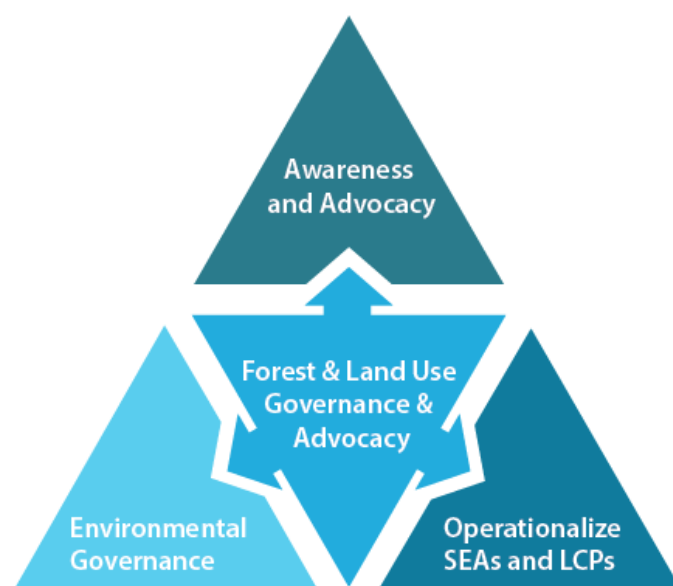 Awareness
and Advocacy
Forest & Land Use
Governance &
Advocacy
Environmental
Governance
Operationalize
SEAs and LCPs